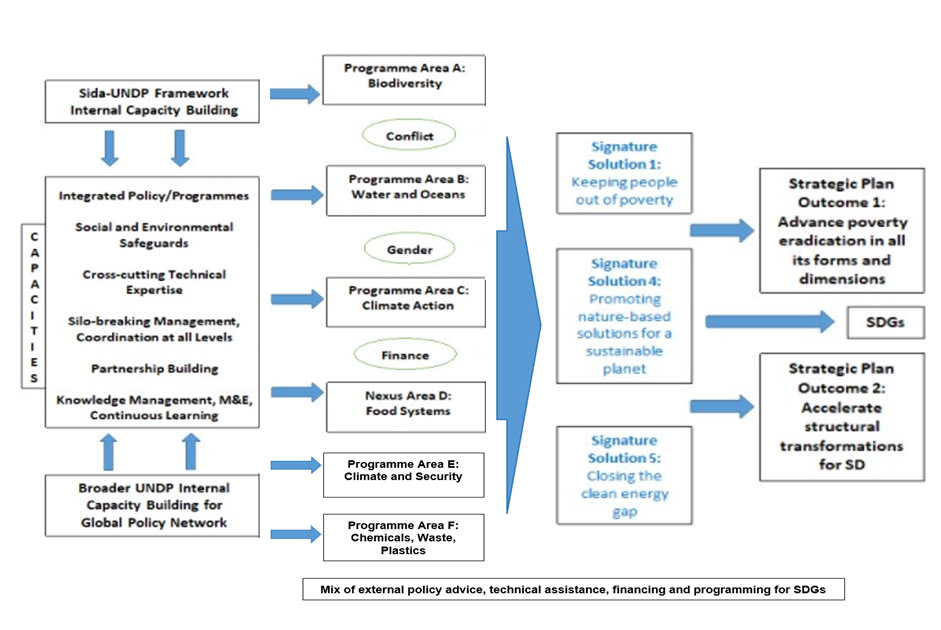 Sida-UNDP Framework
Internal Capacity Building
C
A
P
A
C
I
T
I
E
S
Integrated Policy/Programmes
Social and Environmental
Safeguards
Cross-cutting Technical
Expertise
Silo-breaking Management,
Coordination at all Levels
Partnership Building
Knowledge Management, M&E,
Continuous Learning
Broader UNDP Internal
Capacity Building for
Global Policy Network
Programme Area A:
Biodiversity
Conflict
Programme Area B:
Water and Oceans
Gender
Programme Area C:
Climate Action
Finance
Nexus Area D:
Food Systems
Programme Area E:
Climate and Security
Programme Area F:
Chemicals, Waste,
Plastics
Signature
Solution 1:
Keeping people
out of poverty
Signature
Solution 4:
Promoting
nature-based
solutions for a
sustainable
planet
Signature
Solution 5:
Closing the
clean energy
gap
Strategic Plan
Outcome 1:
Advance poverty
eradication in all
its forms and
dimensions
SDGs
Strategic Plan
Outcome 2:
Accelerate
structural
transformations
for SD
Mix of external policy advice, technical assistance, financing and programming for SDGs